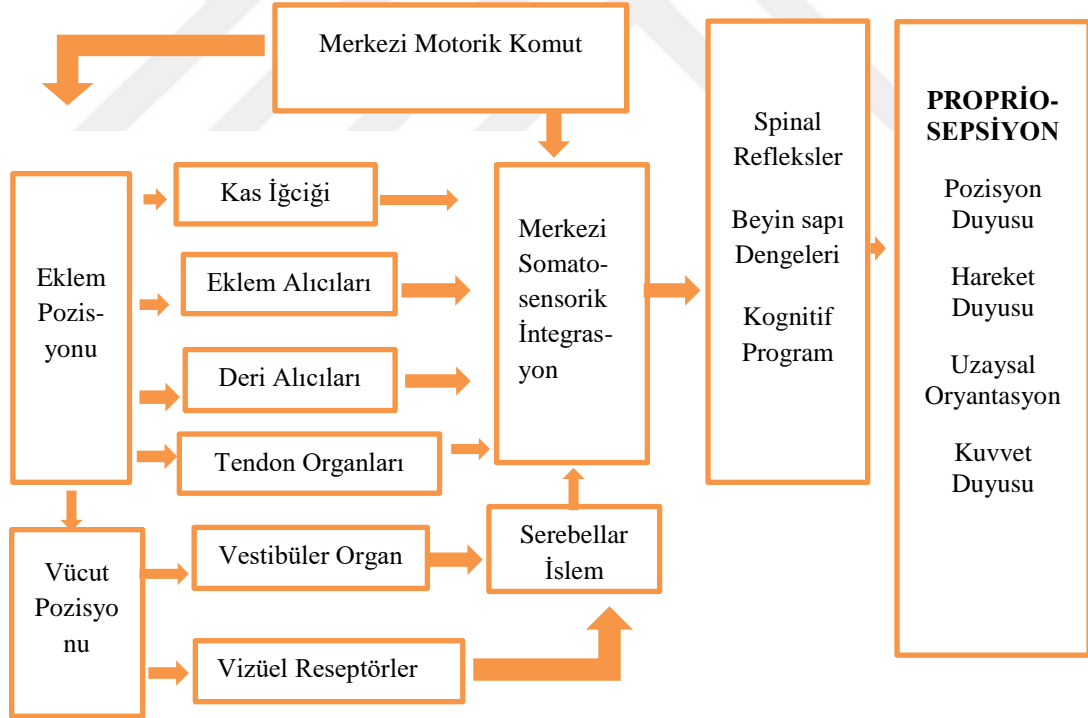 Merkezi Motorik Komut
Eklem
Pozis-
yonu
Kas İğciği
Eklem Alıcıları
Deri Alıcıları
Tendon Organları
Vücut
Pozisyo
nu
Vestibüler Organ
Vizüel Reseptörler
Merkezi
Somato-
sensorik
İntegras-
yon
Serebellar
İslem
Spinal
Refleksler
Beyin sapı
Dengeleri
Kognitif
Program
PROPRİO-
SEPSİYON
Pozisyon
Duyusu
Hareket
Duyusu
Uzaysal
Oryantasyon
Kuvvet
Duyusu